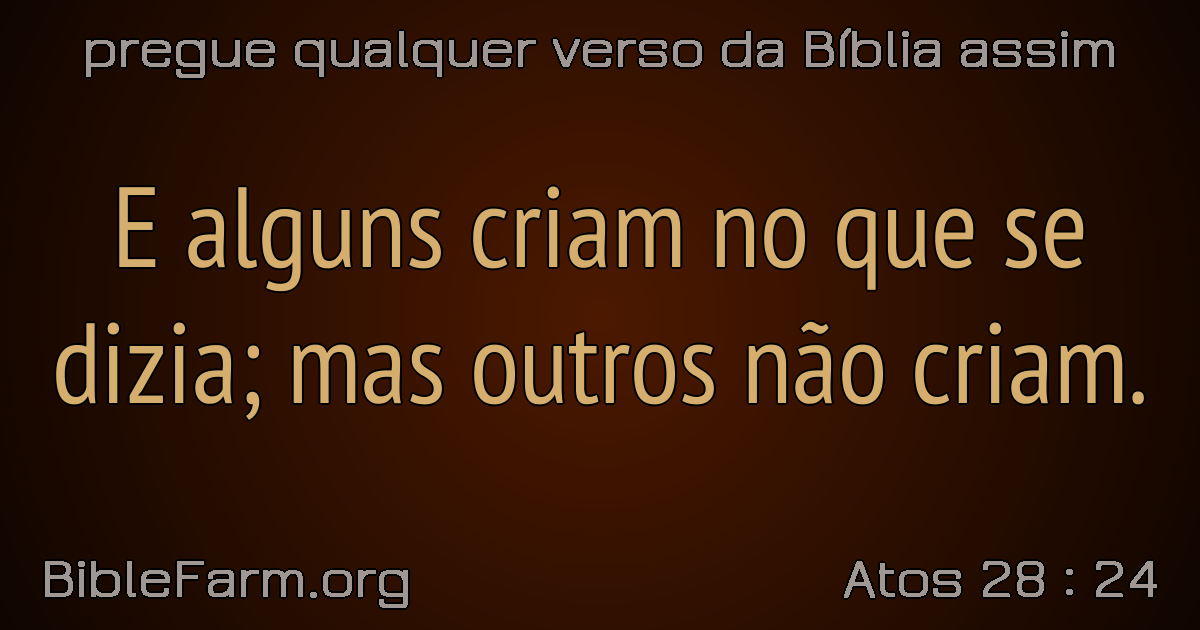 pregue qualquer verso da Bíblia assim
E alguns criam no que se
dizia; mas outros não criam.
BibleFarm.org
Atos 28 : 24